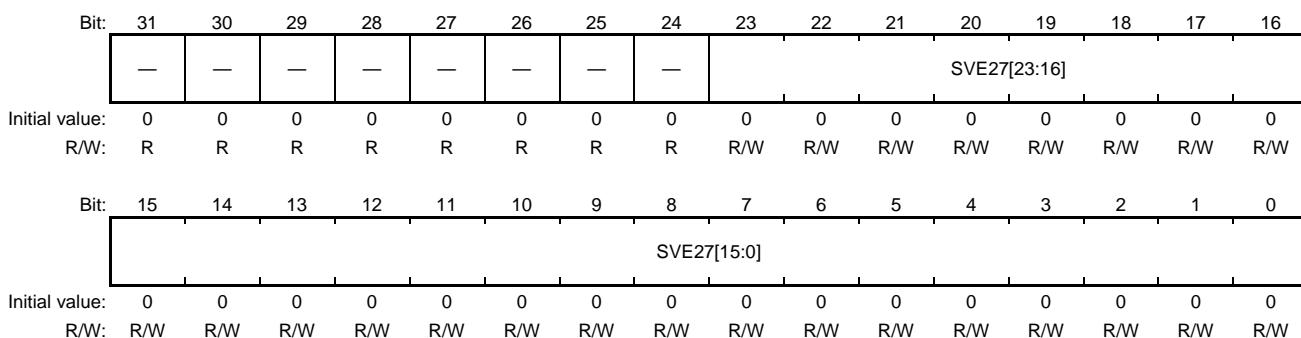 Bit: 31 30 29 28 27 26 25 24 23 22 21 20 19 18 17 16
— — — — — — — — SVE27[23:16]
Initial value: 0 0 0 0 0 0 0 0 0 0 0 0 0 0 0 0
R/W: R R R R R R R R R/W R/W R/W R/W R/W R/W R/W R/W
Bit: 15 14 13 12 11 10 9 8 7 6 5 4 3 2 1 0
SVE27[15:0]
Initial value: 0 0 0 0 0 0 0 0 0 0 0 0 0 0 0 0
R/W: R/W R/W R/W R/W R/W R/W R/W R/W R/W R/W R/W R/W R/W R/W R/W R/W